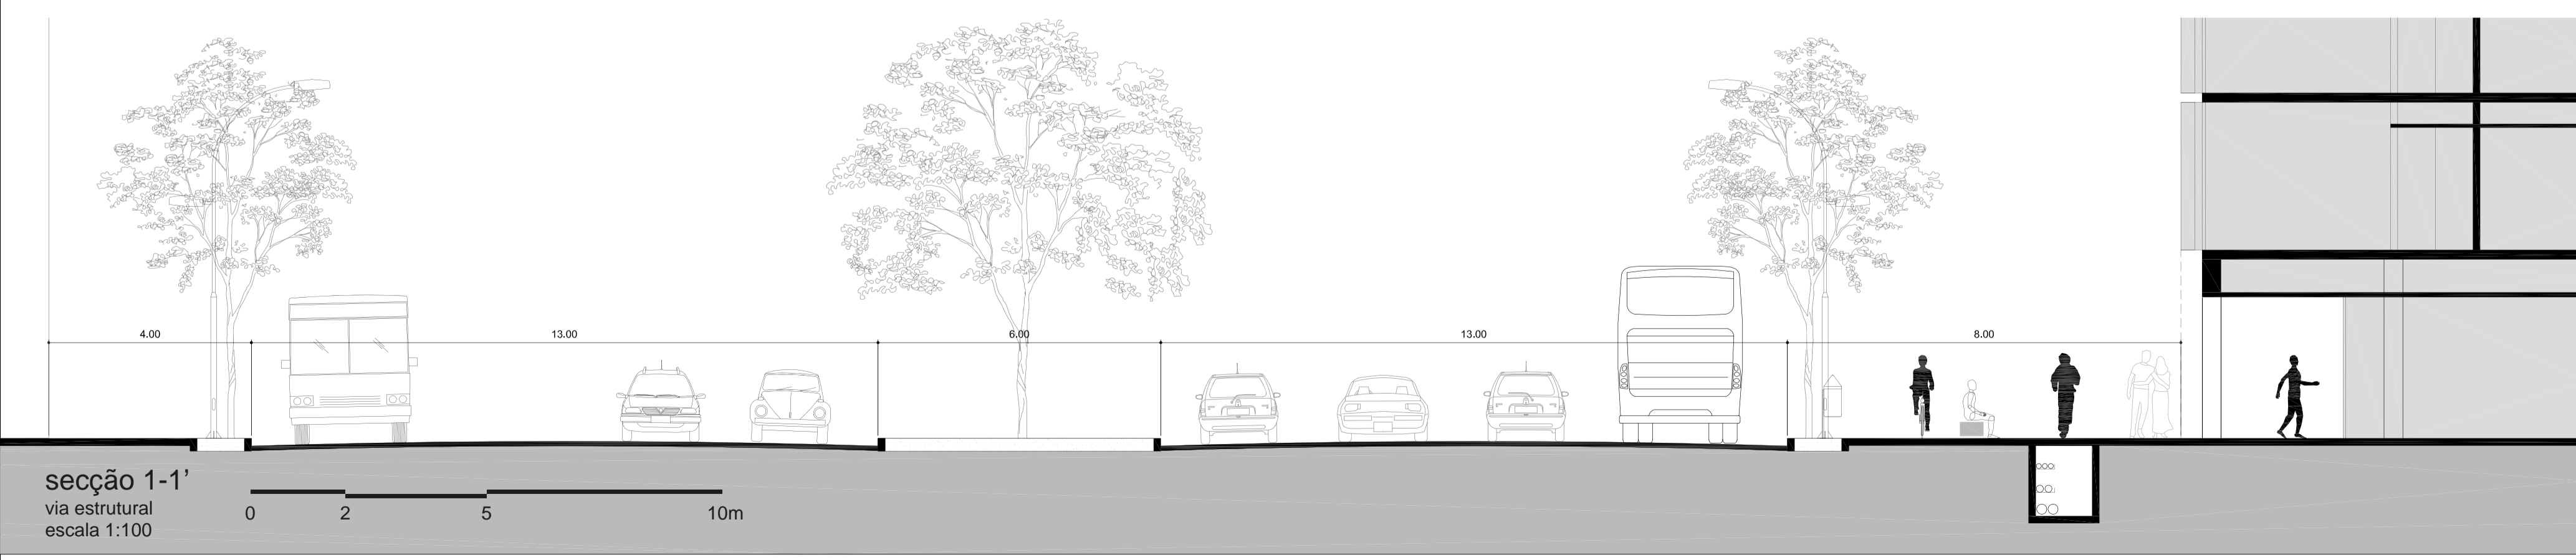 4.00
13.00
6.00
13.00
8.00
secção 1-1’
via estrutural
escala 1:100
0 2 5 10m